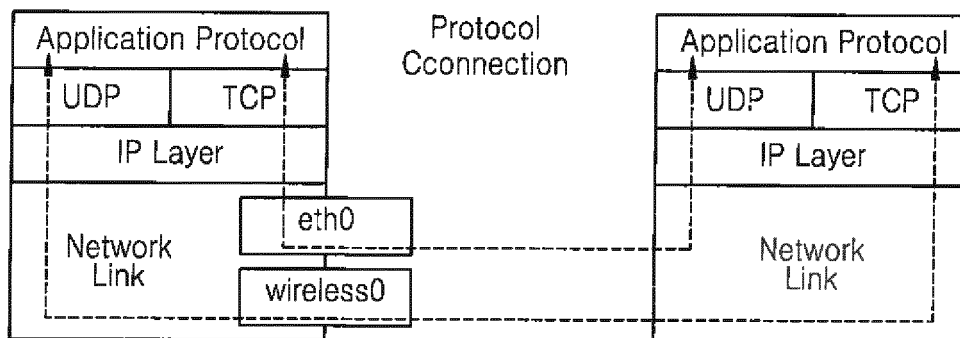 Application Protocol
UDP TCP
IP Layer
Network
Link
eth0
wireless0
Protocol
Cconnection
Application Protocol
UDP TCP
IP Layer
Network
Link